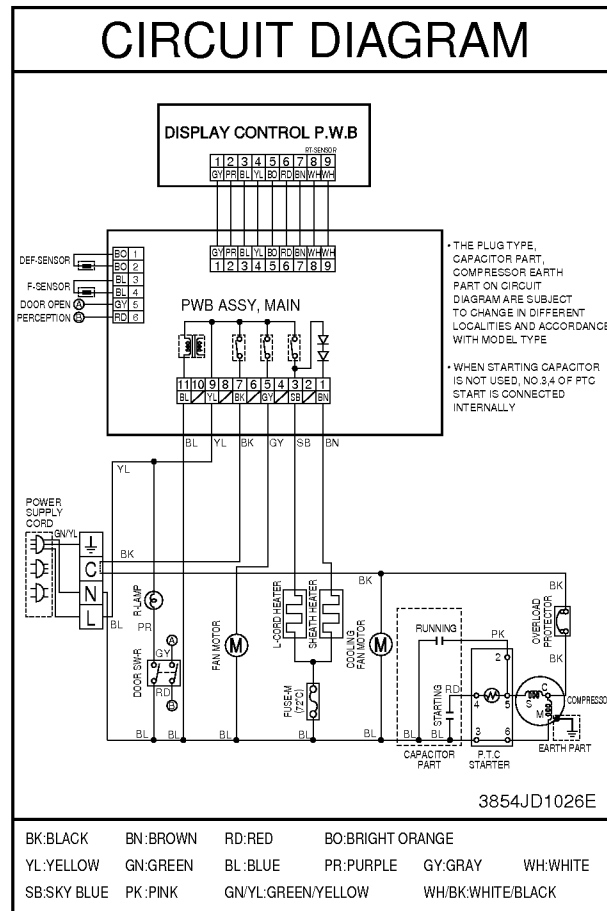 CIRCUIT DIAGRAM
DISPLAY CONTROL P.W.B
RT-SENSOR
1 2 3 4 5 6 7 8 9
GY PR BL YL BO RD BN WH WH
GY PR BL YL BO RD BN WH WH
1 2 3 4 5 6 7 8 9
DEF-SENSOR
F-SENSOR
DOOR OPEN A
PERCEPTION B
BO 1
BO 2
BL 3
BL 4
GY 5
RD 6
PWB ASSY, MAIN
11 10 9 8 7 6 5 4 3 2 1
BL YL BK GY SB BN
BL YL BK GY SB BN
• THE PLUG TYPE,
CAPACITOR PART,
COMPRESSOR EARTH
PART ON CIRCUIT
DIAGRAM ARE SUBJECT
TO CHANGE IN DIFFERENT
LOCALITIES AND ACCORDANCE
WITH MODEL TYPE
• WHEN STARTING CAPACITOR
IS NOT USED, NO.3,4 OF PTC
START IS CONNECTED
INTERNALLY
YL
POWER
SUPPLY
CORD
GN/YL
C
N
L
BK
BL
R-LAMP
PR
A
GY
DOOR SW-R
RD
B
FAN MOTOR
M
L-CORD HEATER
SHEATH HEATER
FUSE-M
(72°C)
COOLING
FAN MOTOR
M
BK
RUNNING
STARTING
RD
PK
2
4
5
3
6
BK
OVERLOAD
PROTECTOR
BK
C
S
M
COMPRESSOR
EARTH PART
BL BL BL BL BL BL BL
CAPACITOR
PART
P.T.C
STARTER
3854JD1026E
BK:BLACK BN:BROWN RD:RED BO:BRIGHT ORANGE
YL:YELLOW GN:GREEN BL:BLUE PR:PURPLE GY:GRAY WH:WHITE
SB:SKY BLUE PK:PINK GN/YL:GREEN/YELLOW WH/BK:WHITE/BLACK